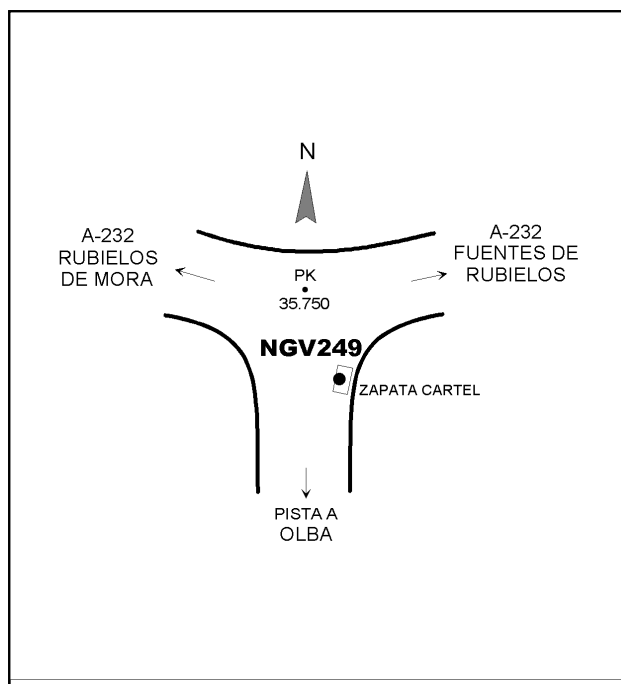 N
A-232
RUBIELOS
DE MORA
A-232
FUENTES DE
RUBIELOS
PK
35.750
NGV249
ZAPATA CARTEL
PISTA A
OLBA